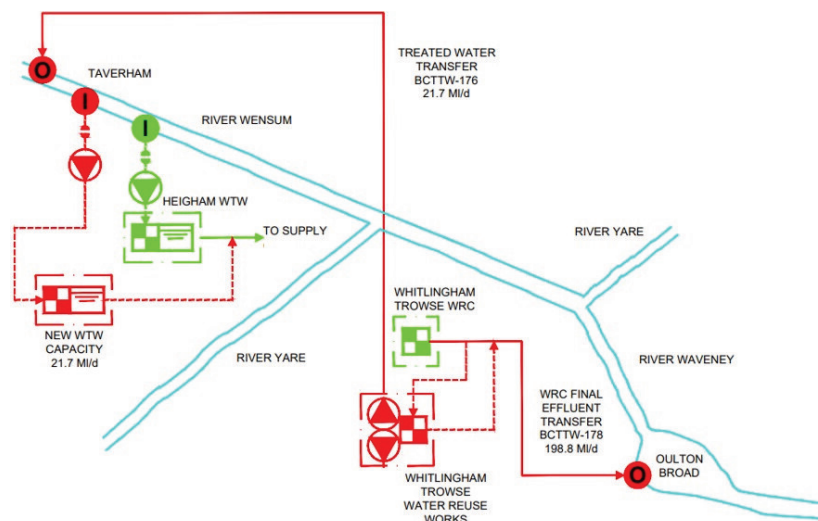 O
TAVERHAM
I
I
RIVER WENSUM
TREATED WATER
TRANSFER
BCTTW-176
21.7 Ml/d
HEIGHAM WTW
TO SUPPLY
NEW WTW
CAPACITY
21.7 Ml/d
RIVER YARE
RIVER YARE
WHITLINGHAM
TROWSE WRC
RIVER WAVENEY
WRC FINAL
EFFLUENT
TRANSFER
BCTTW-178
198.8 Ml/d
O
OULTON
BROAD
WHITLINGHAM
TROWSE
WATER REUSE
WORKS